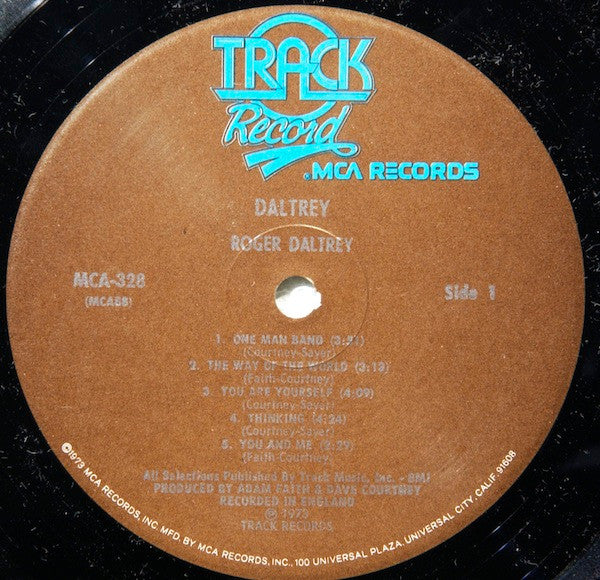 TRACK
Record
.MCA RECORDS
DALTREY
ROGER DALTREY
MCA-328
(MCA88)
Side 1
1. ONE MAN BAND
(Courtney-Sayer)
2. THE WAY OF THE WORLD (3:13)
(Faith-Courtney)
3. YOU ARE YOURSELF (4:09)
(Courtney-Sayer)
4. THINKING (4:24)
(Courtney-Sayer)
5. YOU AND ME
(Faith-Courtney)
All Selections Published By Track Music, Inc. - BMI
PRODUCED BY ADAM FAITH & DAVE COURTNEY
RECORDED IN ENGLAND
℗ 1973
TRACK RECORDS
©1973 MCA RECORDS, INC. MFD. BY MCA RECORDS, INC., 100 UNIVERSAL PLAZA, UNIVERSAL CITY, CALIF. 91608